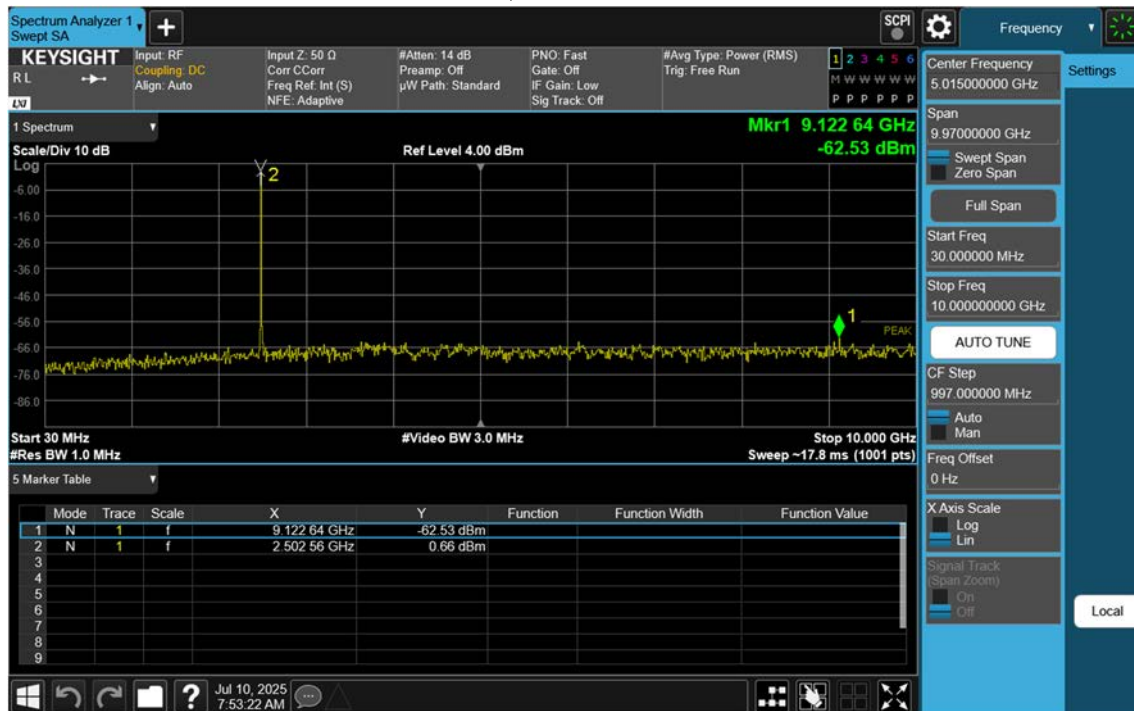 Spectrum Analyzer 1
Swept SA
SCPI
Frequency
KEYSIGHT
R L
LXI
Input: RF
Coupling: DC
Align: Auto
Input Z: 50 Ω
Corr CCorr
Freq Ref: Int (S)
NFE: Adaptive
#Atten: 14 dB
Preamp: Off
µW Path: Standard
PNO: Fast
Gate: Off
IF Gain: Low
Sig Track: Off
#Avg Type: Power (RMS)
Trig: Free Run
1 2 3 4 5 6
M W W W W W
P P P P P P
1 Spectrum
Scale/Div 10 dB
Ref Level 4.00 dBm
Mkr1 9.122 64 GHz
-62.53 dBm
Log
-6.00
-16.0
-26.0
-36.0
-46.0
-56.0
-66.0
-76.0
-86.0
2
1
PEAK
Start 30 MHz
#Res BW 1.0 MHz
#Video BW 3.0 MHz
Stop 10.000 GHz
Sweep ~17.8 ms (1001 pts)
5 Marker Table
Mode Trace Scale X Y Function Function Width Function Value
1 N 1 f 9.122 64 GHz -62.53 dBm
2 N 1 f 2.502 56 GHz 0.66 dBm
3
4
5
6
7
8
9
?
Jul 10, 2025
7:53:22 AM
Center Frequency
5.015000000 GHz
Settings
Span
9.97000000 GHz
Swept Span
Zero Span
Full Span
Start Freq
30.000000 MHz
Stop Freq
10.000000000 GHz
AUTO TUNE
CF Step
997.000000 MHz
Auto
Man
Freq Offset
0 Hz
X Axis Scale
Log
Lin
Signal Track
(Span Zoom)
On
Off
Local